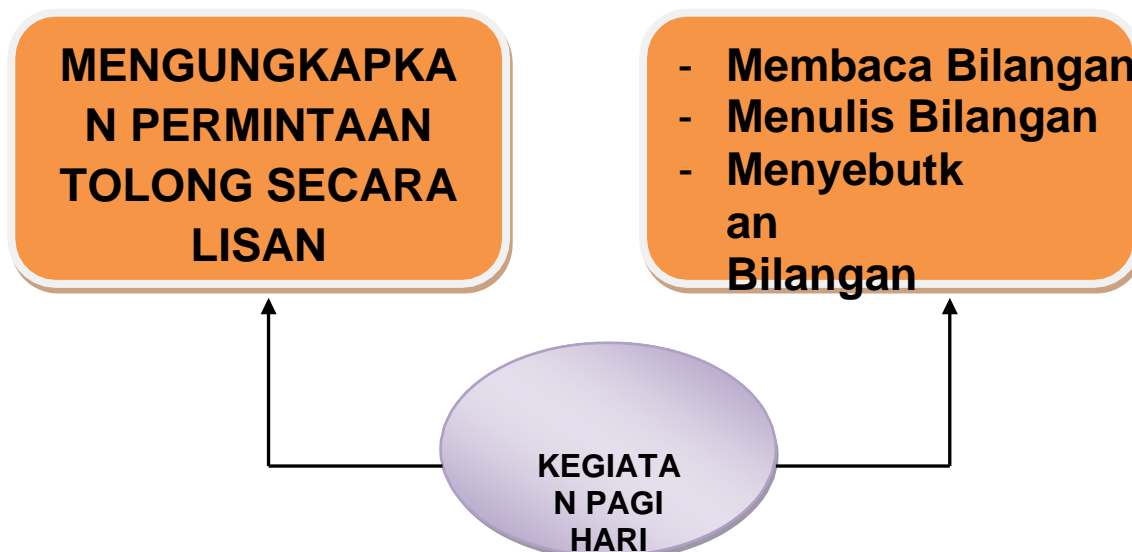 MENGUNGKAPKA
N PERMINTAAN
TOLONG SECARA
LISAN
- Membaca Bilangan
- Menulis Bilangan
- Menyebutk
an
Bilangan
KEGIATA
N PAGI
HARI